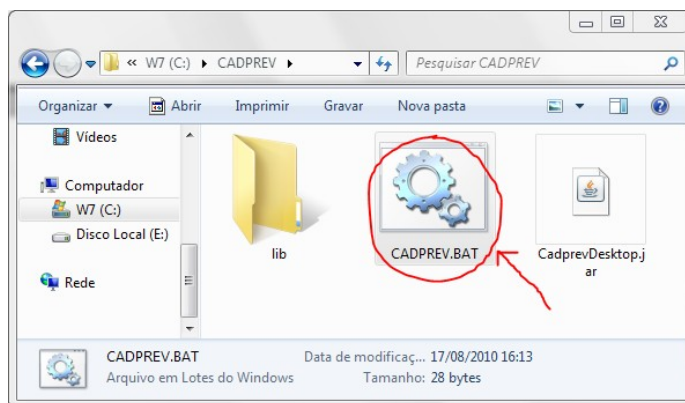 « W7 (C:) ▸ CADPREV ▸
Pesquisar CADPREV
Organizar ▼ Abrir Imprimir Gravar Nova pasta
Vídeos
Computador
W7 (C:)
Disco Local (E:)
Rede
lib
CADPREV.BAT
CadprevDesktop.j
ar
CADPREV.BAT Data de modificaç... 17/08/2010 16:13
Arquivo em Lotes do Windows Tamanho: 28 bytes